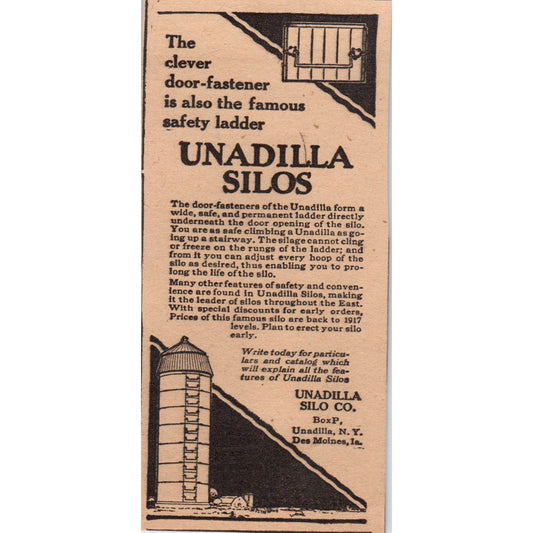 The
clever
door-fastener
is also the famous
safety ladder
UNADILLA
SILOS
The door-fasteners of the Unadilla form a
wide, safe, and permanent ladder directly
underneath the door opening of the silo.
You are as safe climbing a Unadilla as go-
ing up a stairway. The silage cannot cling
or freeze on the rungs of the ladder; and
from it you can adjust every hoop of the
silo as desired, thus enabling you to pro-
long the life of the silo.
Many other features of safety and conven-
ience are found in Unadilla Silos, making
it the leader of silos throughout the East.
With special discounts for early orders,
Prices of this famous silo are back to 1917
levels. Plan to erect your silo
early.
Write today for particu-
lars and catalog which
will explain all the fea-
tures of Unadilla Silos
UNADILLA
SILO CO.
Box P,
Unadilla, N. Y.
Des Moines, Ia.